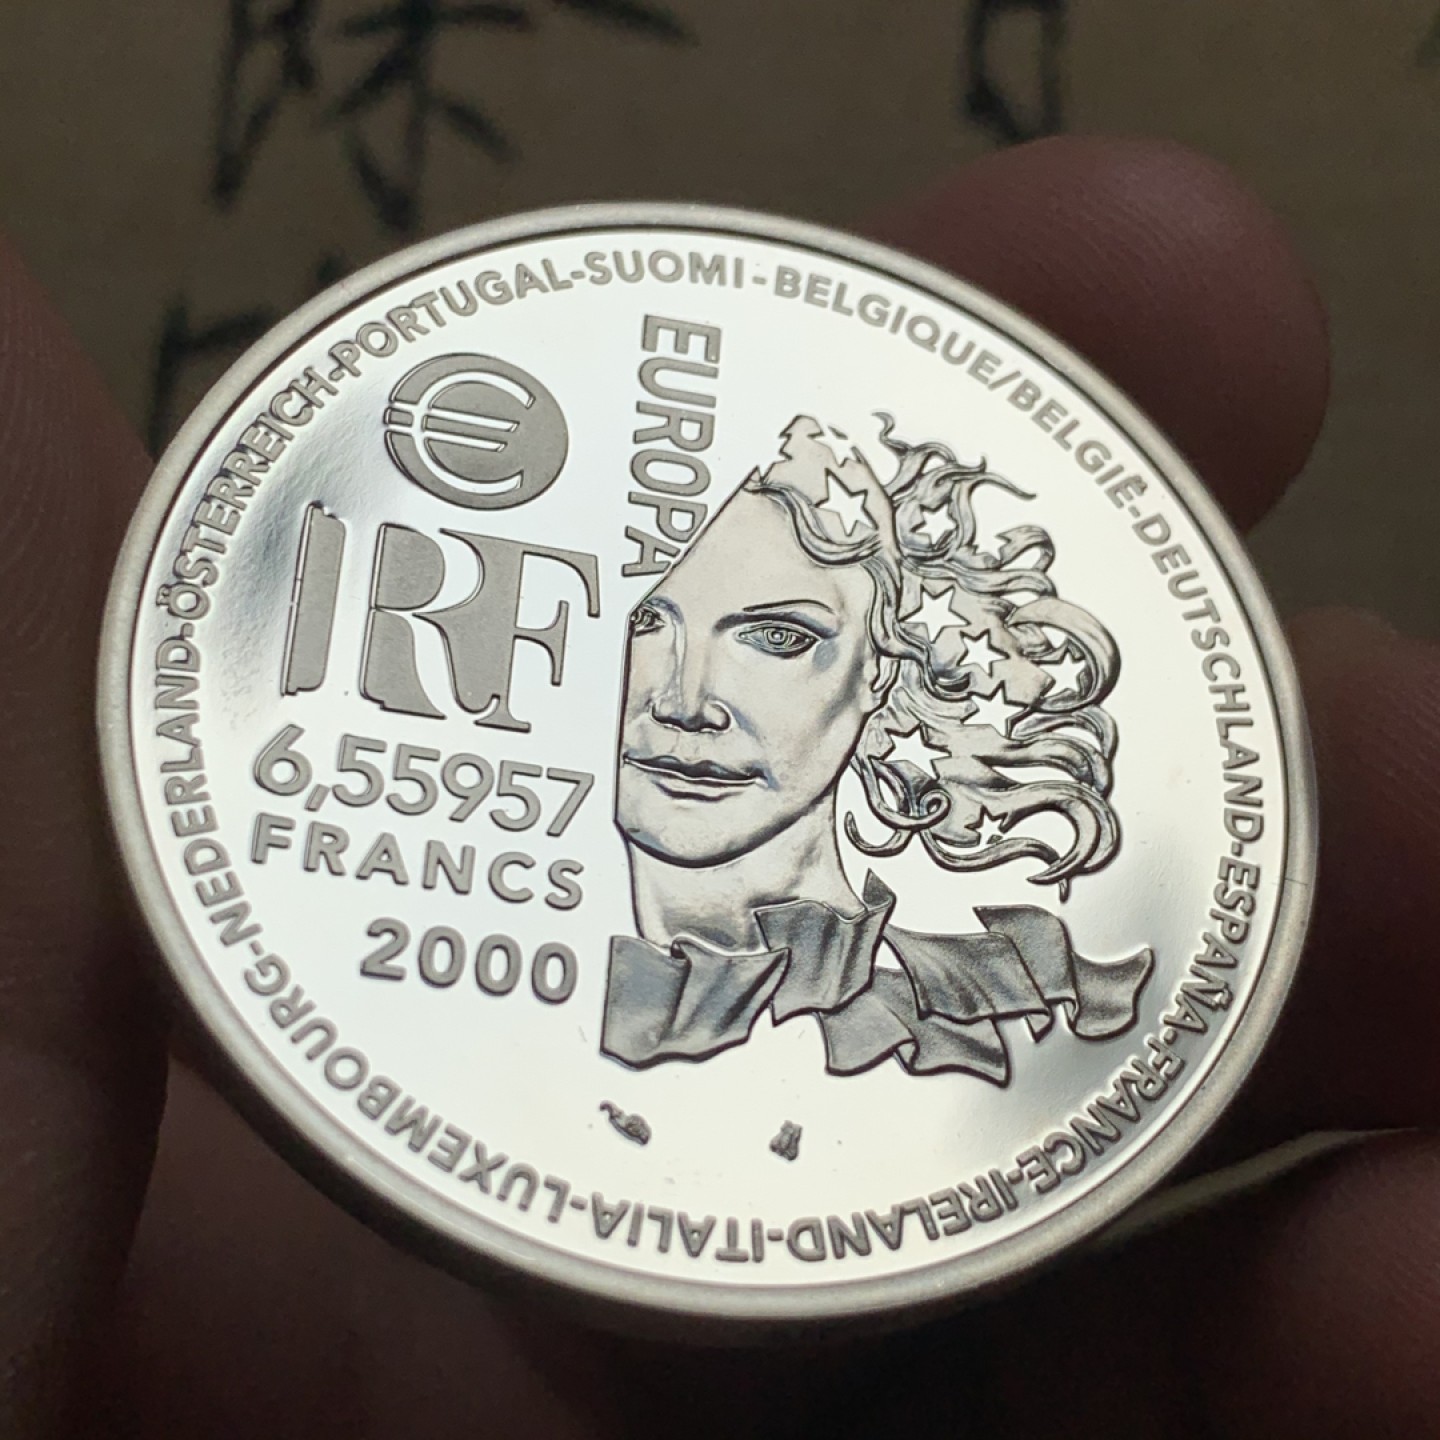 BELGIQUE/BELGIË-DEUTSCHLAND-ESPAÑA-FRANCE-IRELAND-ITALIA-LUXEMBOURG-NEDERLAND-ÖSTERREICH-PORTUGAL-SUOMI-
EUROPA
€
RF
6,55957
FRANCS
2000